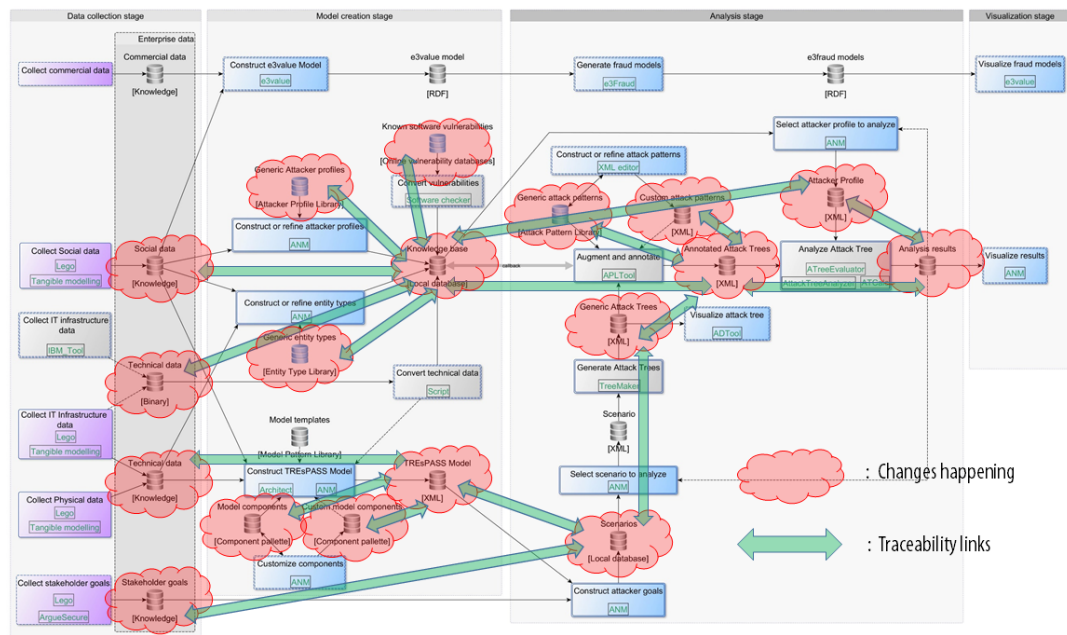 Data collection stage
Model creation stage
Analysis stage
Visualization stage
Enterprise data
Commercial data
e3value model
e3fraud models
Collect commercial data
Construct e3value Model
e3value
Generate fraud models
e3Fraud
Visualize fraud models
e3value
[Knowledge]
[RDF]
[RDF]
Known software vulnerabilities
[Online vulnerability databases]
Select attacker profile to analyze
ANM
Construct or refine attack patterns
XML editor
Generic Attacker profiles
[Attacker Profile Library]
Convert vulnerabilities
Software checker
Attacker Profile
[XML]
Generic attack patterns
[Attack Pattern Library]
Custom attack patterns
[XML]
Construct or refine attacker profiles
ANM
Collect Social data
Lego
Tangible modelling
Social data
[Knowledge]
Knowledge base
[Local database]
callback
Augment and annotate
APLTool
Annotated Attack Trees
[XML]
Analyze Attack Tree
ATreeEvaluator
AttackTreeAnalyzer
Analysis results
Visualize results
ANM
Construct or refine entity types
ANM
Generic Attack Trees
[XML]
Visualize attack tree
ADTool
Collect IT infrastructure
data
IBM_Tool
Generic entity types
[Entity Type Library]
Technical data
[Binary]
Convert technical data
Script
Generate Attack Trees
TreeMaker
Collect IT Infrastructure
data
Lego
Tangible modelling
Model templates
[Model Pattern Library]
Scenario
[XML]
Technical data
[Knowledge]
Construct TREsPASS Model
Architect
ANM
TREsPASS Model
[XML]
Select scenario to analyze
ANM
: Changes happening
Collect Physical data
Lego
Tangible modelling
Model components
[Component pallette]
Custom model components
[Component pallette]
Scenarios
[Local database]
: Traceability links
Customize components
ANM
Collect stakeholder goals
Lego
ArgueSecure
Stakeholder goals
[Knowledge]
Construct attacker goals
ANM